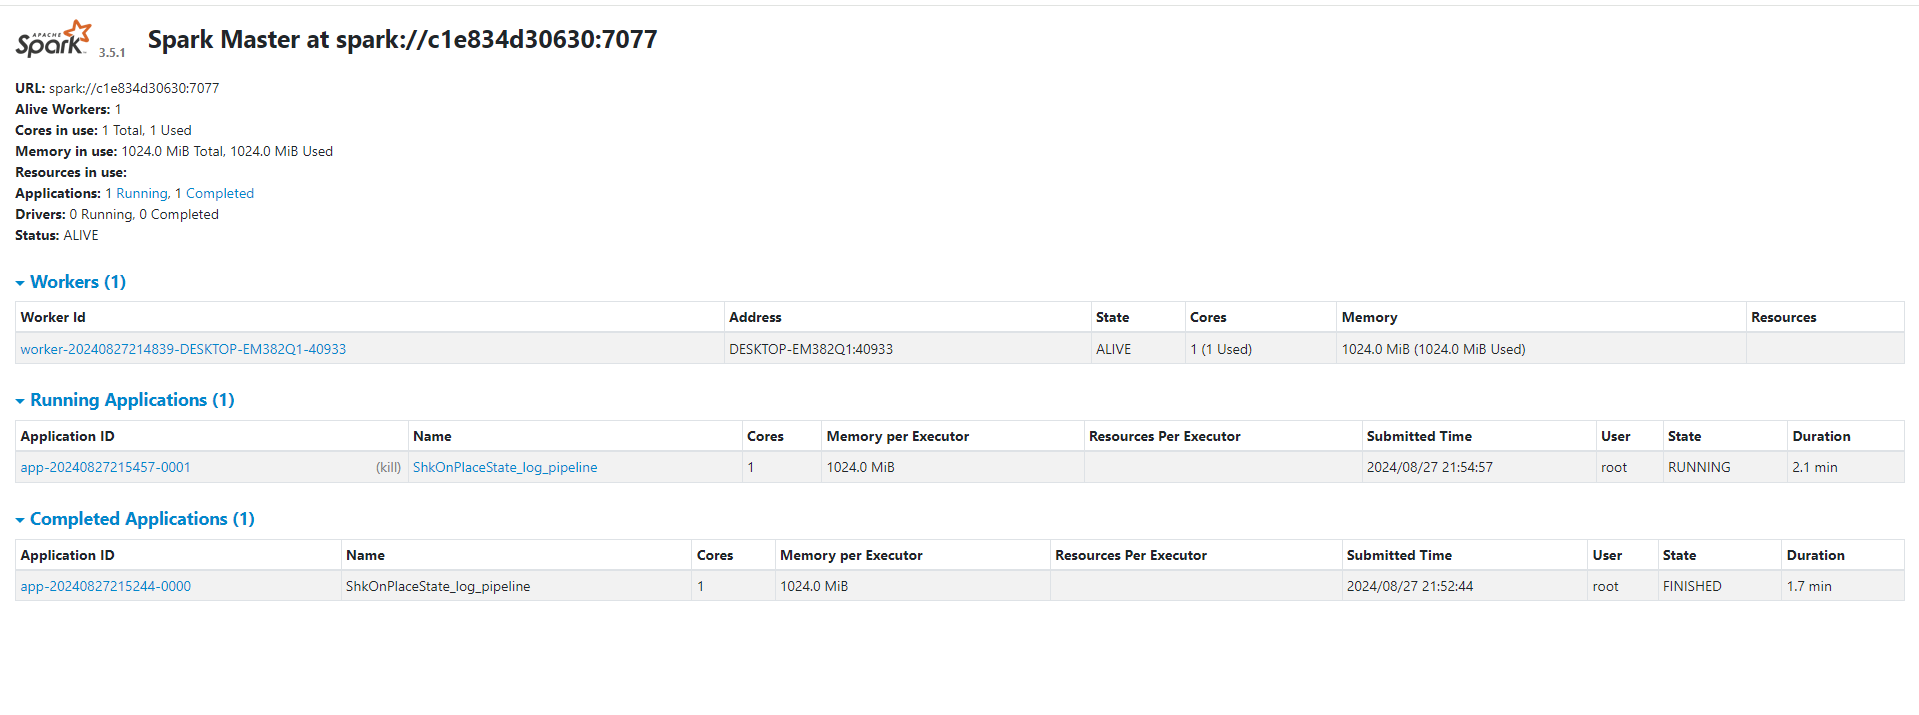 APACHE Spark 3.5.1 Spark Master at spark://c1e834d30630:7077
URL: spark://c1e834d30630:7077
Alive Workers: 1
Cores in use: 1 Total, 1 Used
Memory in use: 1024.0 MiB Total, 1024.0 MiB Used
Resources in use:
Applications: 1 Running, 1 Completed
Drivers: 0 Running, 0 Completed
Status: ALIVE
Workers (1)
Worker Id Address State Cores Memory Resources
worker-20240827214839-DESKTOP-EM382Q1-40933 DESKTOP-EM382Q1:40933 ALIVE 1 (1 Used) 1024.0 MiB (1024.0 MiB Used)
Running Applications (1)
Application ID Name Cores Memory per Executor Resources Per Executor Submitted Time User State Duration
app-20240827215457-0001 (kill) ShkOnPlaceState_log_pipeline 1 1024.0 MiB 2024/08/27 21:54:57 root RUNNING 2.1 min
Completed Applications (1)
Application ID Name Cores Memory per Executor Resources Per Executor Submitted Time User State Duration
app-20240827215244-0000 ShkOnPlaceState_log_pipeline 1 1024.0 MiB 2024/08/27 21:52:44 root FINISHED 1.7 min